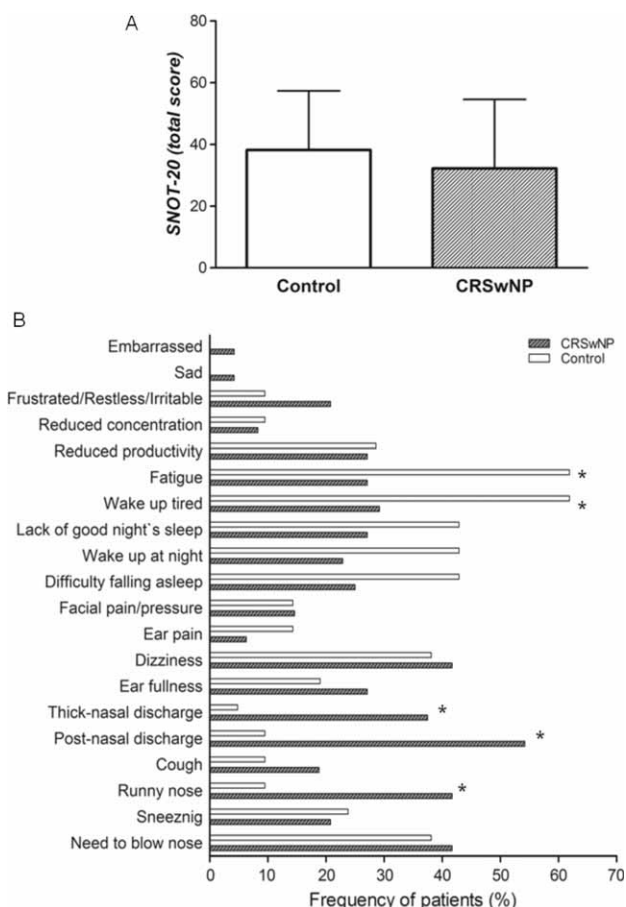 A
80
60
40
20
0
SNOT-20 (total score)
Control
CRSwNP
B
CRSwNP
Control
Embarrassed
Sad
Frustrated/Restless/Irritable
Reduced concentration
Reduced productivity
Fatigue
*
Wake up tired
*
Lack of good night`s sleep
Wake up at night
Difficulty falling asleep
Facial pain/pressure
Ear pain
Dizziness
Ear fullness
Thick-nasal discharge
*
Post-nasal discharge
*
Cough
Runny nose
*
Sneeznig
Need to blow nose
0 10 20 30 40 50 60 70
Frequency of patients (%)